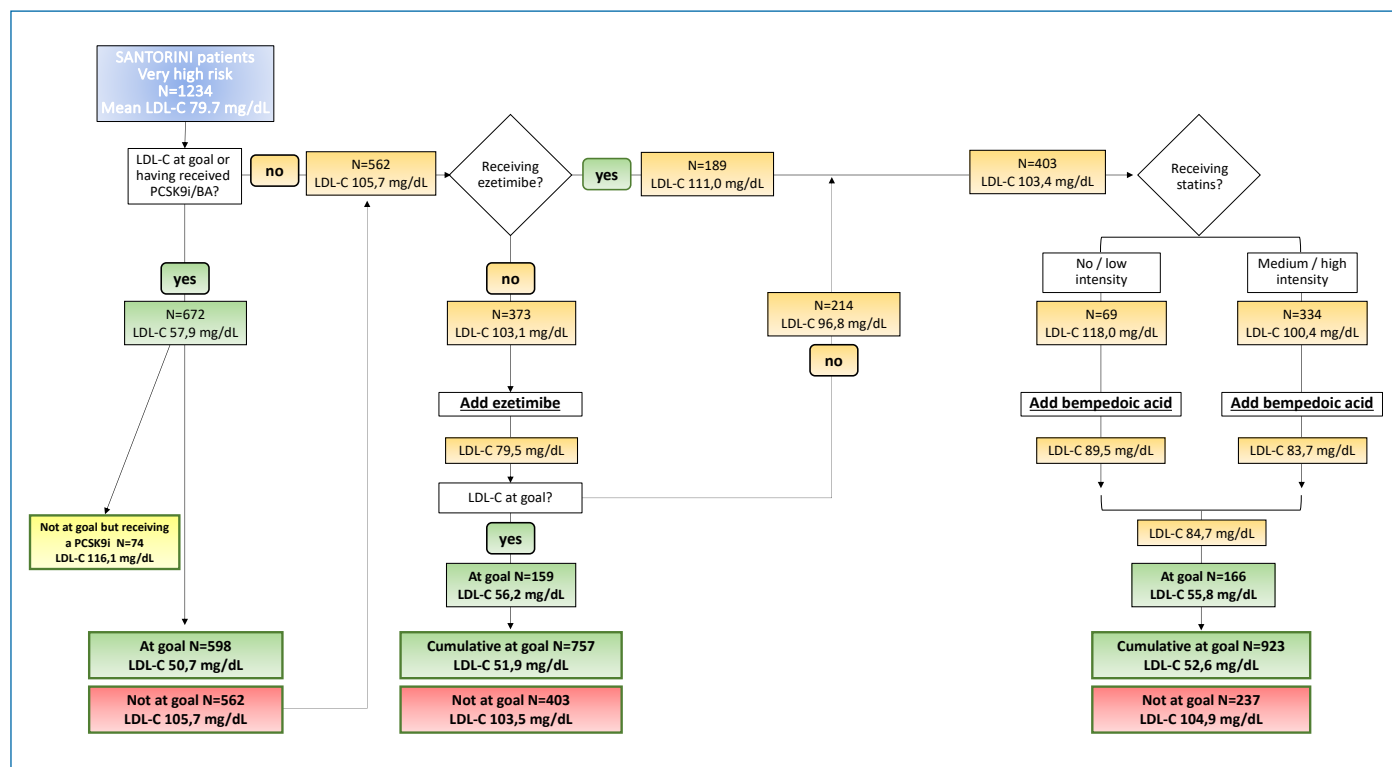 SANTORINI patients
Very high risk
N=1234
Mean LDL-C 79.7 mg/dL
LDL-C at goal or
having received
PCSK9i/BA?
no
N=562
LDL-C 105,7 mg/dL
Receiving
ezetimibe?
yes
N=189
LDL-C 111,0 mg/dL
N=403
LDL-C 103,4 mg/dL
Receiving
statins?
yes
N=672
LDL-C 57,9 mg/dL
Not at goal but receiving
a PCSK9i N=74
LDL-C 116,1 mg/dL
At goal N=598
LDL-C 50,7 mg/dL
Not at goal N=562
LDL-C 105,7 mg/dL
no
N=373
LDL-C 103,1 mg/dL
Add ezetimibe
LDL-C 79,5 mg/dL
LDL-C at goal?
yes
At goal N=159
LDL-C 56,2 mg/dL
Cumulative at goal N=757
LDL-C 51,9 mg/dL
Not at goal N=403
LDL-C 103,5 mg/dL
N=214
LDL-C 96,8 mg/dL
no
No / low
intensity
N=69
LDL-C 118,0 mg/dL
Add bempedoic acid
LDL-C 89,5 mg/dL
Medium / high
intensity
N=334
LDL-C 100,4 mg/dL
Add bempedoic acid
LDL-C 83,7 mg/dL
LDL-C 84,7 mg/dL
At goal N=166
LDL-C 55,8 mg/dL
Cumulative at goal N=923
LDL-C 52,6 mg/dL
Not at goal N=237
LDL-C 104,9 mg/dL